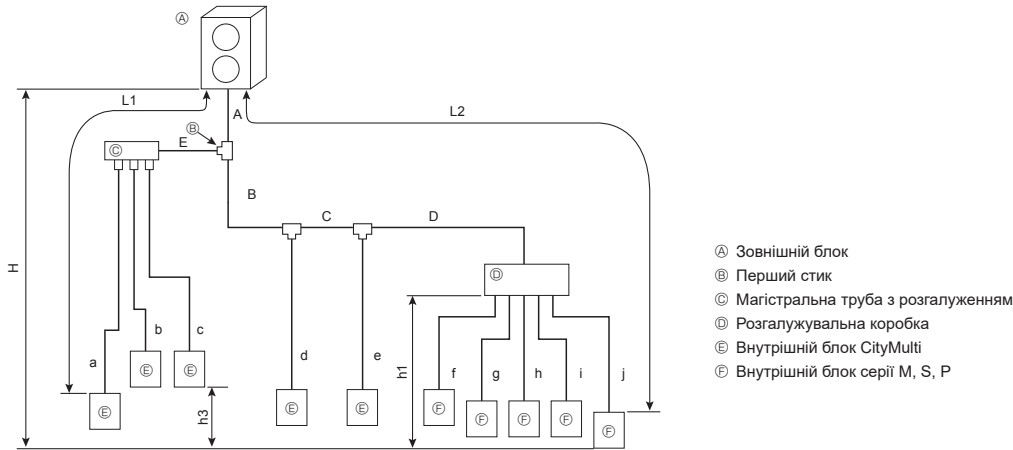 Ⓐ
L1
A
L2
Ⓑ
Ⓒ
E
B
C
D
H
Ⓓ
a
b
c
d
e
f
g
h
i
j
h1
h3
Ⓔ
Ⓔ
Ⓔ
Ⓔ
Ⓔ
Ⓕ
Ⓕ
Ⓕ
Ⓕ
Ⓕ
Ⓐ Зовнішній блок
Ⓑ Перший стик
Ⓒ Магістральна труба з розгалуженням
Ⓓ Розгалужувальна коробка
Ⓔ Внутрішній блок CityMulti
Ⓕ Внутрішній блок серії M, S, P